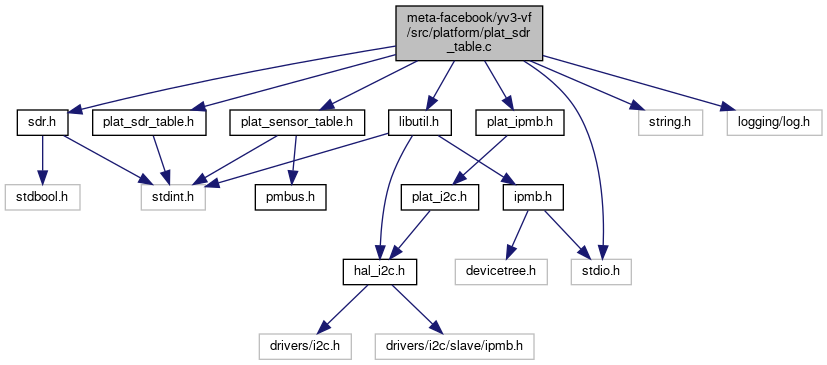 meta-facebook/yv3-vf
/src/platform/plat_sdr
_table.c
sdr.h
plat_sdr_table.h
plat_sensor_table.h
libutil.h
plat_ipmb.h
string.h
logging/log.h
stdbool.h
stdint.h
pmbus.h
plat_i2c.h
ipmb.h
hal_i2c.h
devicetree.h
stdio.h
drivers/i2c.h
drivers/i2c/slave/ipmb.h